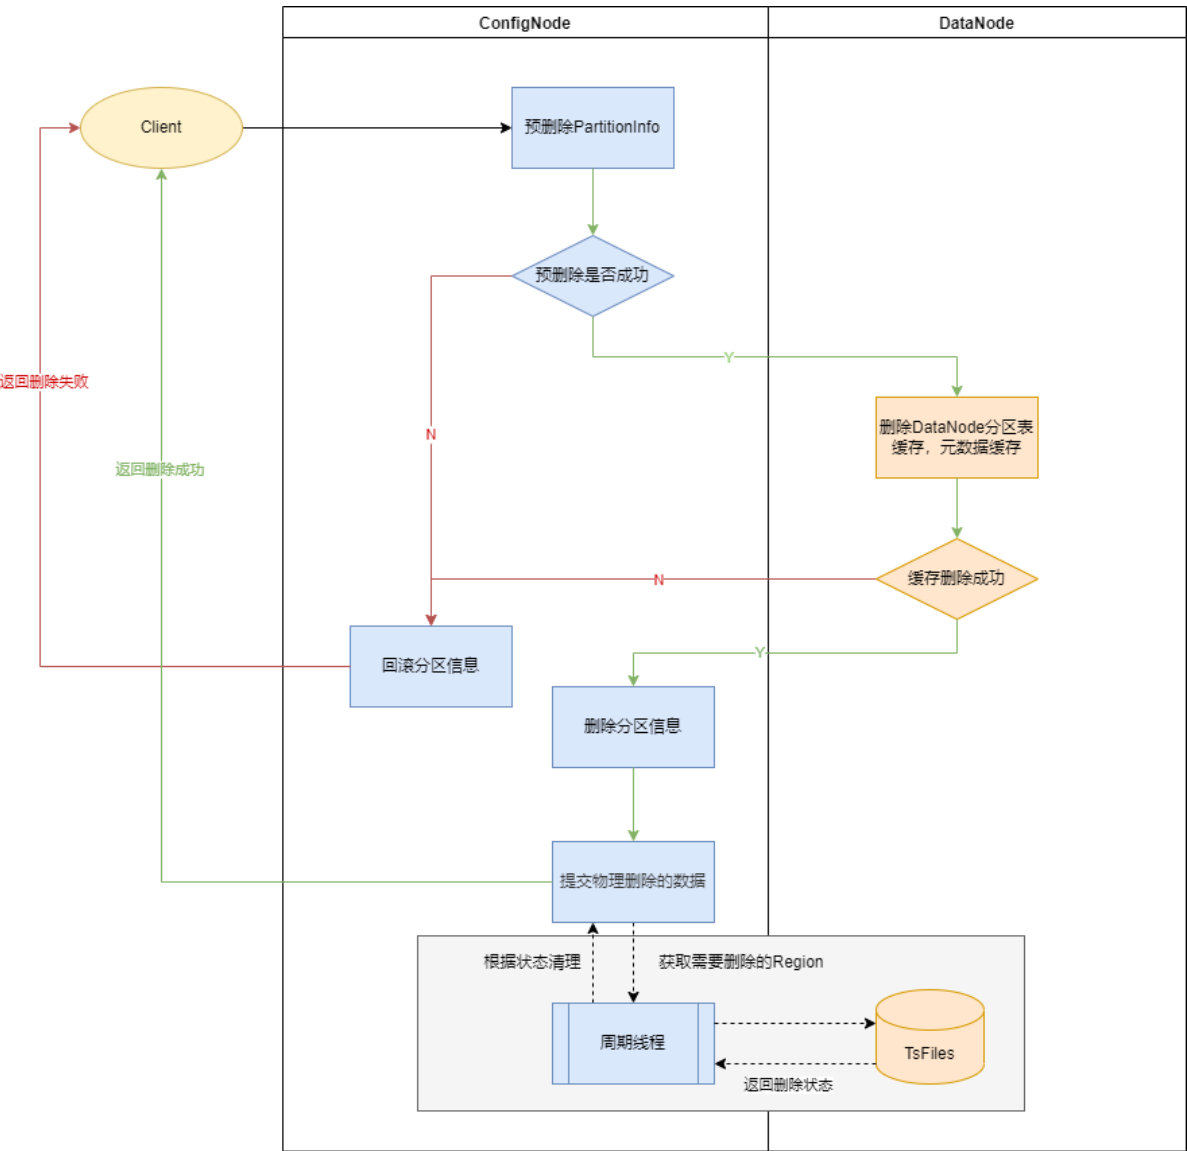 ConfigNode
DataNode
Client
预删除PartitionInfo
预删除是否成功
Y
返回删除失败
删除DataNode分区表
缓存，元数据缓存
N
返回删除成功
缓存删除成功
N
Y
回滚分区信息
删除分区信息
提交物理删除的数据
根据状态清理
获取需要删除的Region
周期线程
TsFiles
返回删除状态